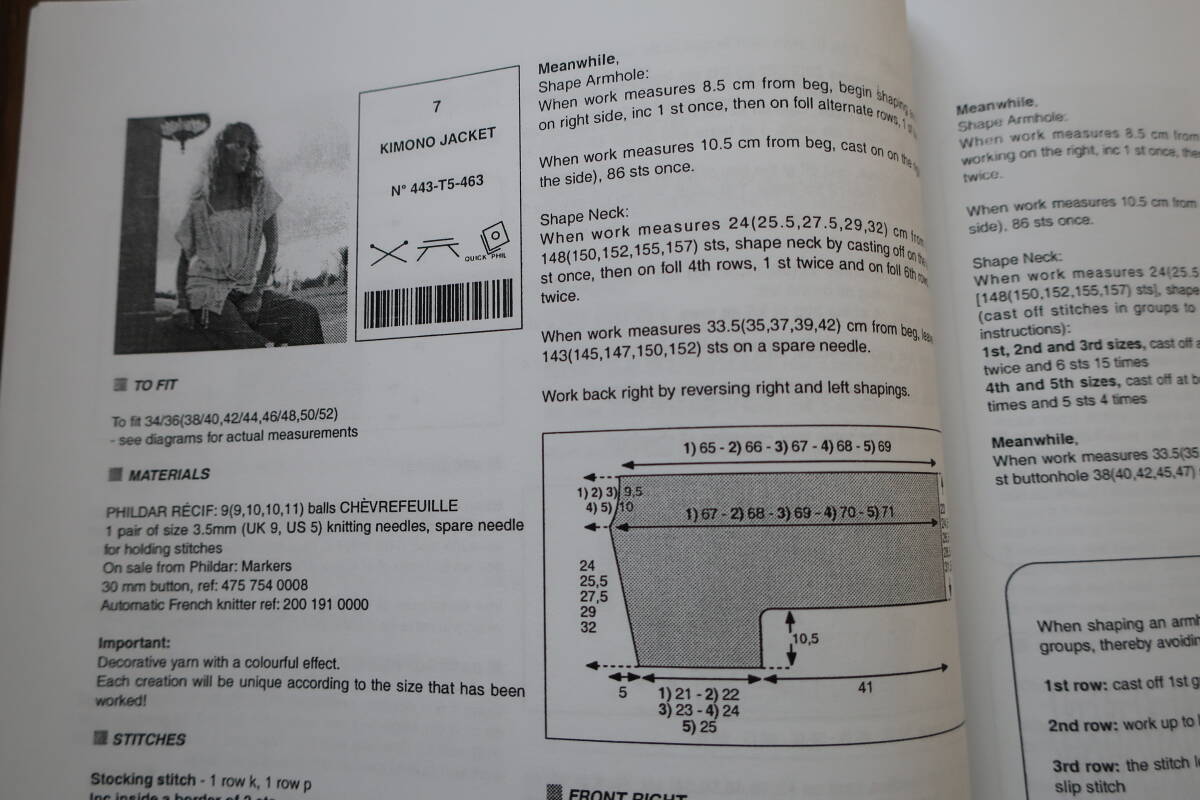 7
KIMONO JACKET
N° 443-T5-463
QUICK PHIL
TO FIT
To fit 34/36(38/40,42/44,46/48,50/52)
- see diagrams for actual measurements
MATERIALS
PHILDAR RÉCIF: 9(9,10,10,11) balls CHÈVREFEUILLE
1 pair of size 3.5mm (UK 9, US 5) knitting needles, spare needle
for holding stitches
On sale from Phildar: Markers
30 mm button, ref: 475 754 0008
Automatic French knitter ref: 200 191 0000
Important:
Decorative yarn with a colourful effect.
Each creation will be unique according to the size that has been
worked!
STITCHES
Stocking stitch - 1 row k, 1 row p
Inc inside a border of 2 sts
Meanwhile,
Shape Armhole:
When work measures 8.5 cm from beg, begin shaping
on right side, inc 1 st once, then on foll alternate rows, 1 st
When work measures 10.5 cm from beg, cast on on the
the side), 86 sts once.
Shape Neck:
When work measures 24(25.5,27.5,29,32) cm from
148(150,152,155,157) sts, shape neck by casting off on the
st once, then on foll 4th rows, 1 st twice and on foll 6th rows
twice.
When work measures 33.5(35,37,39,42) cm from beg, leave
143(145,147,150,152) sts on a spare needle.
Work back right by reversing right and left shapings.
1) 65 - 2) 66 - 3) 67 - 4) 68 - 5) 69
1) 2) 3) 9,5
4) 5) 10
1) 67 - 2) 68 - 3) 69 - 4) 70 - 5) 71
24
25,5
27,5
29
32
10,5
5
1) 21 - 2) 22
3) 23 - 4) 24
5) 25
41
FRONT RIGHT
Meanwhile,
Shape Armhole:
When work measures 8.5 cm from
working on the right, inc 1 st once, then
twice.
When work measures 10.5 cm from
side), 86 sts once.
Shape Neck:
When work measures 24(25.5
[148(150,152,155,157) sts], shape
(cast off stitches in groups to
instructions):
1st, 2nd and 3rd sizes, cast off
twice and 6 sts 15 times
4th and 5th sizes, cast off at
times and 5 sts 4 times
Meanwhile,
When work measures 33.5(35
st buttonhole 38(40,42,45,47)
When shaping an armh
groups, thereby avoidin
1st row: cast off 1st g
2nd row: work up to
3rd row: the stitch
slip stitch